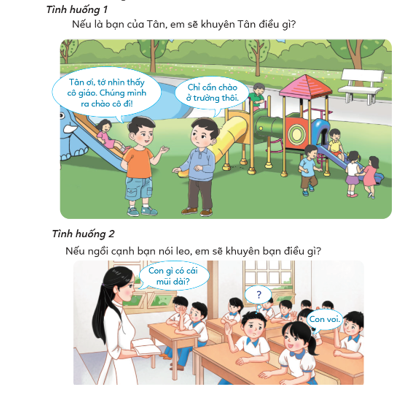 Tình huống 1
Nếu là bạn của Tân, em sẽ khuyên Tân điều gì?
Tân ơi, tớ nhìn thấy
cô giáo. Chúng mình
ra chào cô đi!
Chỉ cần chào
ở trường thôi.
Tình huống 2
Nếu ngồi cạnh bạn nói leo, em sẽ khuyên bạn điều gì?
Con gì có cái
mũi dài?
?
Con voi.